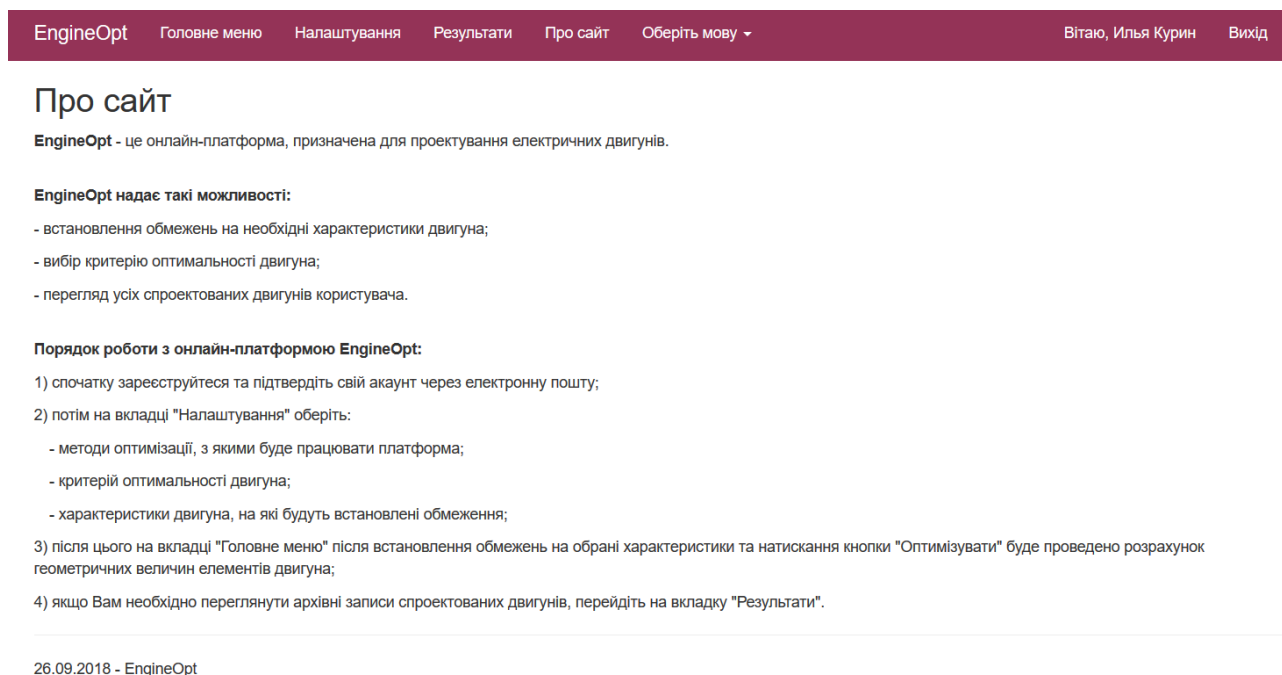 EngineOpt Головне меню Налаштування Результати Про сайт Оберіть мову Вітаю, Илья Курин Вихід
Про сайт
EngineOpt - це онлайн-платформа, призначена для проектування електричних двигунів.
EngineOpt надає такі можливості:
- встановлення обмежень на необхідні характеристики двигуна;
- вибір критерію оптимальності двигуна;
- перегляд усіх спроектованих двигунів користувача.
Порядок роботи з онлайн-платформою EngineOpt:
1) спочатку зареєструйтеся та підтвердіть свій акаунт через електронну пошту;
2) потім на вкладці "Налаштування" оберіть:
- методи оптимізації, з якими буде працювати платформа;
- критерій оптимальності двигуна;
- характеристики двигуна, на які будуть встановлені обмеження;
3) після цього на вкладці "Головне меню" після встановлення обмежень на обрані характеристики та натискання кнопки "Оптимізувати" буде проведено розрахунок
геометричних величин елементів двигуна;
4) якщо Вам необхідно переглянути архівні записи спроектованих двигунів, перейдіть на вкладку "Результати".
26.09.2018 - EngineOpt